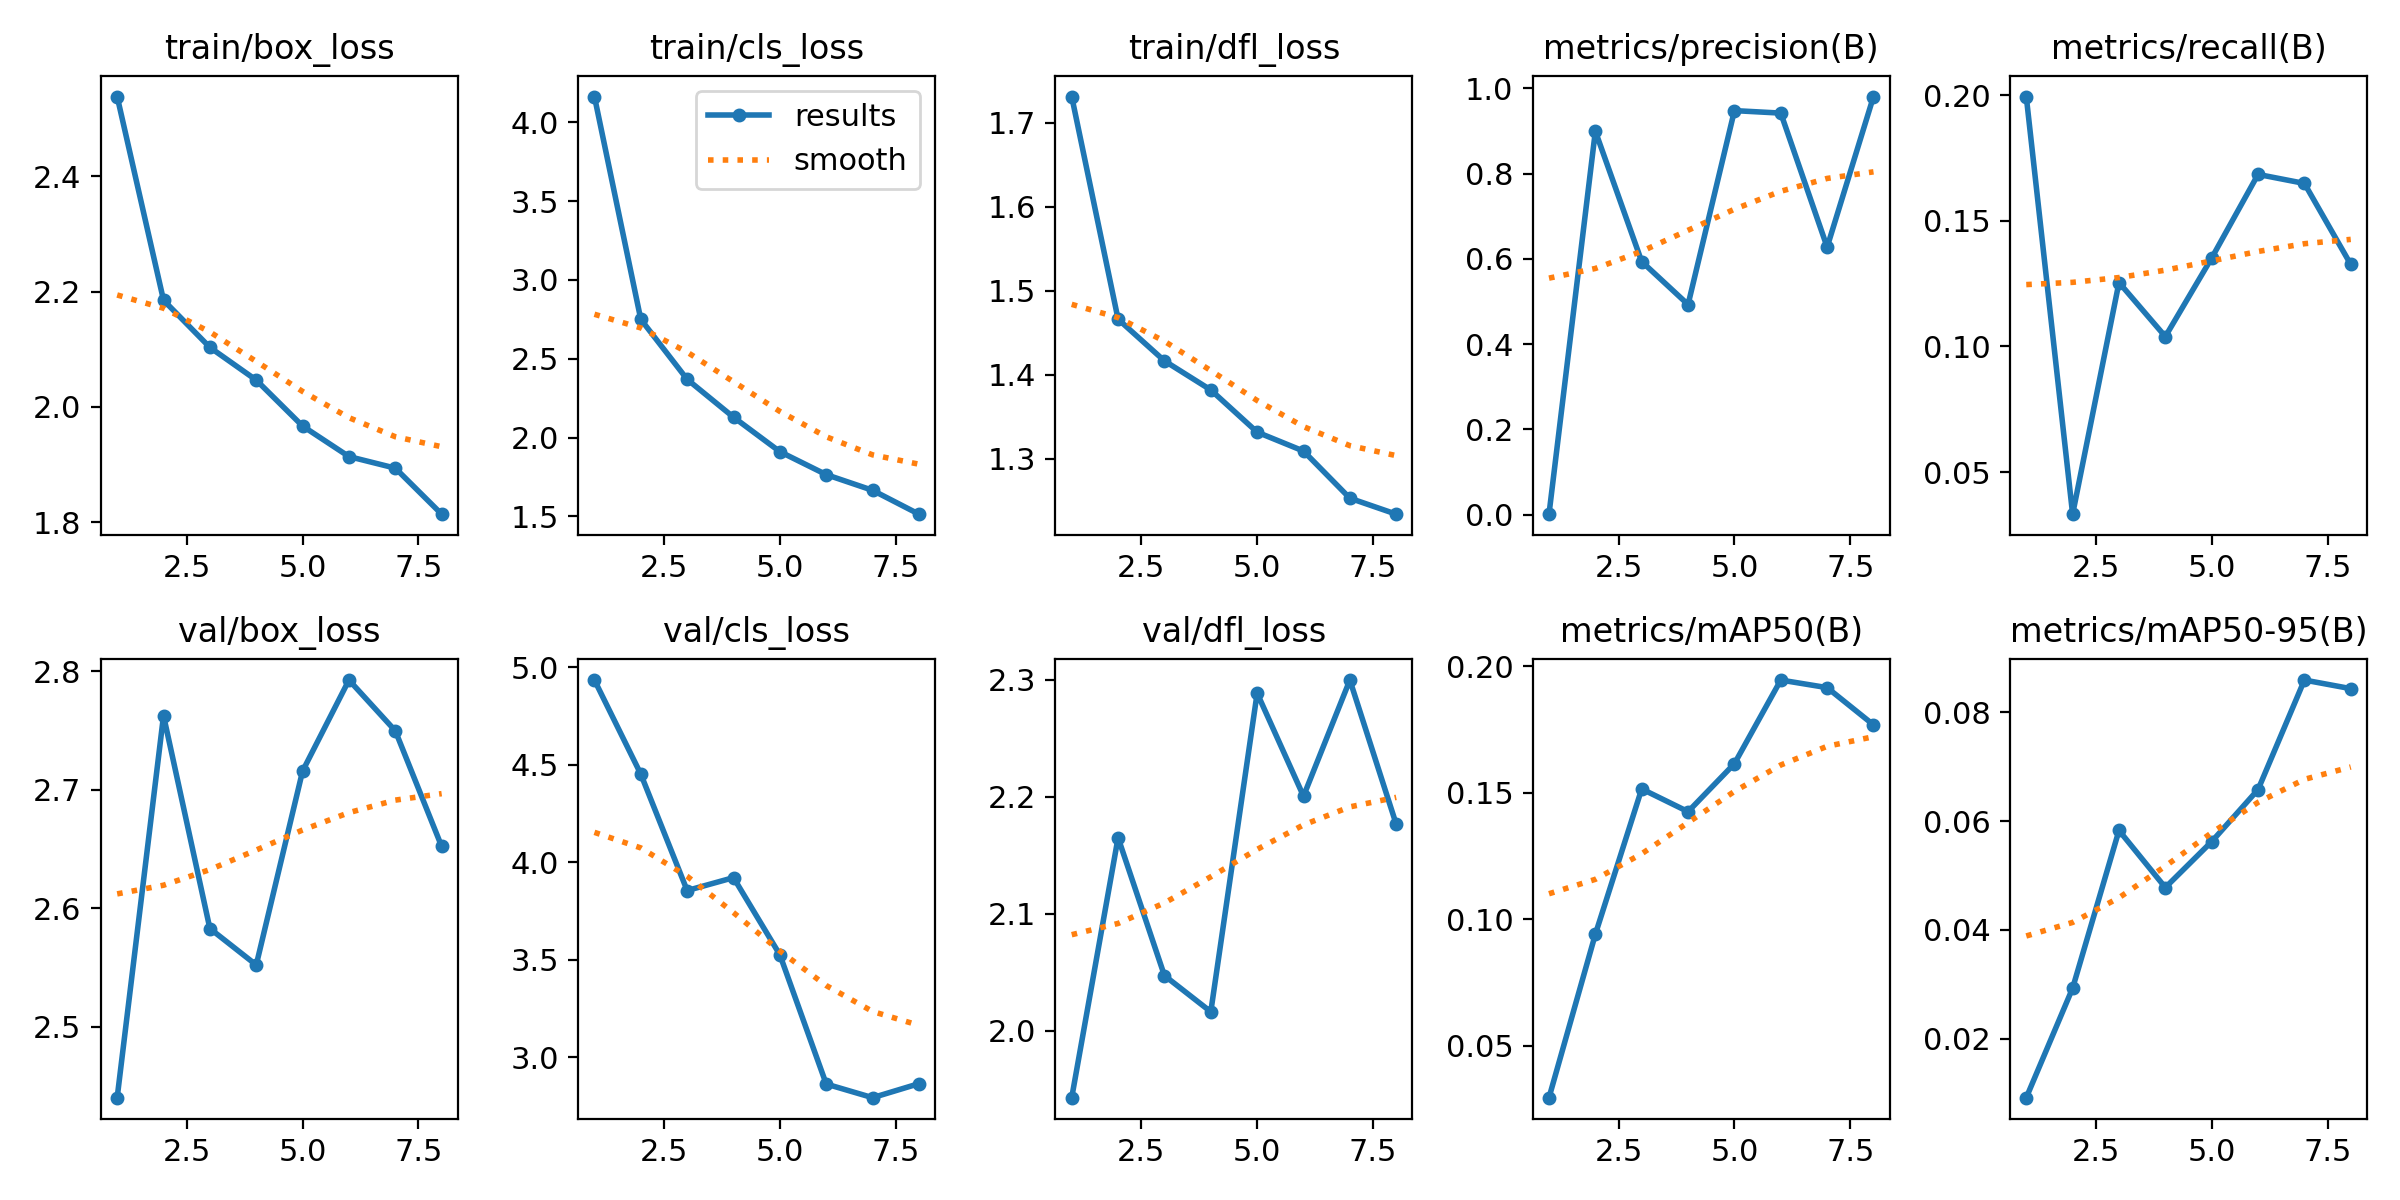 train/box_loss
2.4
2.2
2.0
1.8
2.5 5.0 7.5
train/cls_loss
results
smooth
4.0
3.5
3.0
2.5
2.0
1.5
2.5 5.0 7.5
train/dfl_loss
1.7
1.6
1.5
1.4
1.3
2.5 5.0 7.5
metrics/precision(B)
1.0
0.8
0.6
0.4
0.2
0.0
2.5 5.0 7.5
metrics/recall(B)
0.20
0.15
0.10
0.05
2.5 5.0 7.5
val/box_loss
2.8
2.7
2.6
2.5
2.5 5.0 7.5
val/cls_loss
5.0
4.5
4.0
3.5
3.0
2.5 5.0 7.5
val/dfl_loss
2.3
2.2
2.1
2.0
2.5 5.0 7.5
metrics/mAP50(B)
0.20
0.15
0.10
0.05
2.5 5.0 7.5
metrics/mAP50-95(B)
0.08
0.06
0.04
0.02
2.5 5.0 7.5